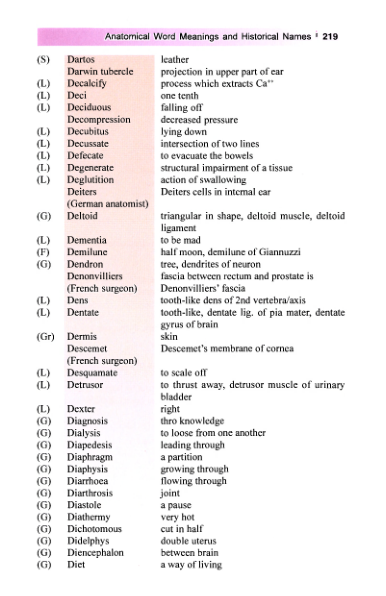 Anatomical Word Meanings and Historical Names 219
(S) Dartos leather
Darwin tubercle projection in upper part of ear
(L) Decalcify process which extracts Ca⁺⁺
(L) Deci one tenth
(L) Deciduous falling off
Decompression decreased pressure
(L) Decubitus lying down
(L) Decussate intersection of two lines
(L) Defecate to evacuate the bowels
(L) Degenerate structural impairment of a tissue
(L) Deglutition action of swallowing
Deiters Deiters cells in internal ear
(German anatomist)
(G) Deltoid triangular in shape, deltoid muscle, deltoid
ligament
(L) Dementia to be mad
(F) Demilune half moon, demilune of Giannuzzi
(G) Dendron tree, dendrites of neuron
Denonvilliers fascia between rectum and prostate is
(French surgeon) Denonvilliers' fascia
(L) Dens tooth-like dens of 2nd vertebra/axis
(L) Dentate tooth-like, dentate lig. of pia mater, dentate
gyrus of brain
(Gr) Dermis skin
Descemet Descemet's membrane of cornea
(French surgeon)
(L) Desquamate to scale off
(L) Detrusor to thrust away, detrusor muscle of urinary
bladder
(L) Dexter right
(G) Diagnosis thro knowledge
(G) Dialysis to loose from one another
(G) Diapedesis leading through
(G) Diaphragm a partition
(G) Diaphysis growing through
(G) Diarrhoea flowing through
(G) Diarthrosis joint
(G) Diastole a pause
(G) Diathermy very hot
(G) Dichotomous cut in half
(G) Didelphys double uterus
(G) Diencephalon between brain
(G) Diet a way of living